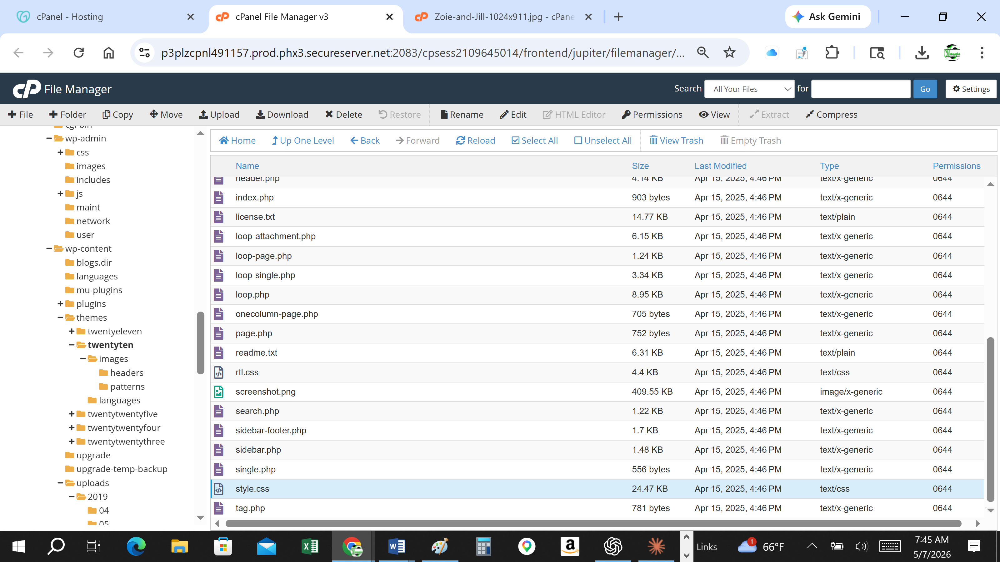 cPanel - Hosting
cPanel File Manager v3
Zoie-and-Jill-1024x911.jpg - cPane
Ask Gemini
p3plzcpnl491157.prod.phx3.secureserver.net:2083/cpsess2109645014/frontend/jupiter/filemanager/...
cP File Manager
Search All Your Files for Go Settings
File Folder Copy Move Upload Download Delete Restore Rename Edit HTML Editor Permissions View Extract Compress
cgi-bin
wp-admin
css
images
includes
js
maint
network
user
wp-content
blogs.dir
languages
mu-plugins
plugins
themes
twentyeleven
twentyten
images
headers
patterns
languages
twentytwentyfive
twentytwentyfour
twentytwentythree
upgrade
upgrade-temp-backup
uploads
2019
04
05
Home Up One Level Back Forward Reload Select All Unselect All View Trash Empty Trash
Name Size Last Modified Type Permissions
header.php 4.14 KB Apr 15, 2025, 4:46 PM text/x-generic 0644
index.php 903 bytes Apr 15, 2025, 4:46 PM text/x-generic 0644
license.txt 14.77 KB Apr 15, 2025, 4:46 PM text/plain 0644
loop-attachment.php 6.15 KB Apr 15, 2025, 4:46 PM text/x-generic 0644
loop-page.php 1.24 KB Apr 15, 2025, 4:46 PM text/x-generic 0644
loop-single.php 3.34 KB Apr 15, 2025, 4:46 PM text/x-generic 0644
loop.php 8.95 KB Apr 15, 2025, 4:46 PM text/x-generic 0644
onecolumn-page.php 705 bytes Apr 15, 2025, 4:46 PM text/x-generic 0644
page.php 752 bytes Apr 15, 2025, 4:46 PM text/x-generic 0644
readme.txt 6.31 KB Apr 15, 2025, 4:46 PM text/plain 0644
rtl.css 4.4 KB Apr 15, 2025, 4:46 PM text/css 0644
screenshot.png 409.55 KB Apr 15, 2025, 4:46 PM image/x-generic 0644
search.php 1.22 KB Apr 15, 2025, 4:46 PM text/x-generic 0644
sidebar-footer.php 1.7 KB Apr 15, 2025, 4:46 PM text/x-generic 0644
sidebar.php 1.48 KB Apr 15, 2025, 4:46 PM text/x-generic 0644
single.php 556 bytes Apr 15, 2025, 4:46 PM text/x-generic 0644
style.css 24.47 KB Apr 15, 2025, 4:46 PM text/css 0644
tag.php 781 bytes Apr 15, 2025, 4:46 PM text/x-generic 0644
Links
1
66°F
7:45 AM
5/7/2026